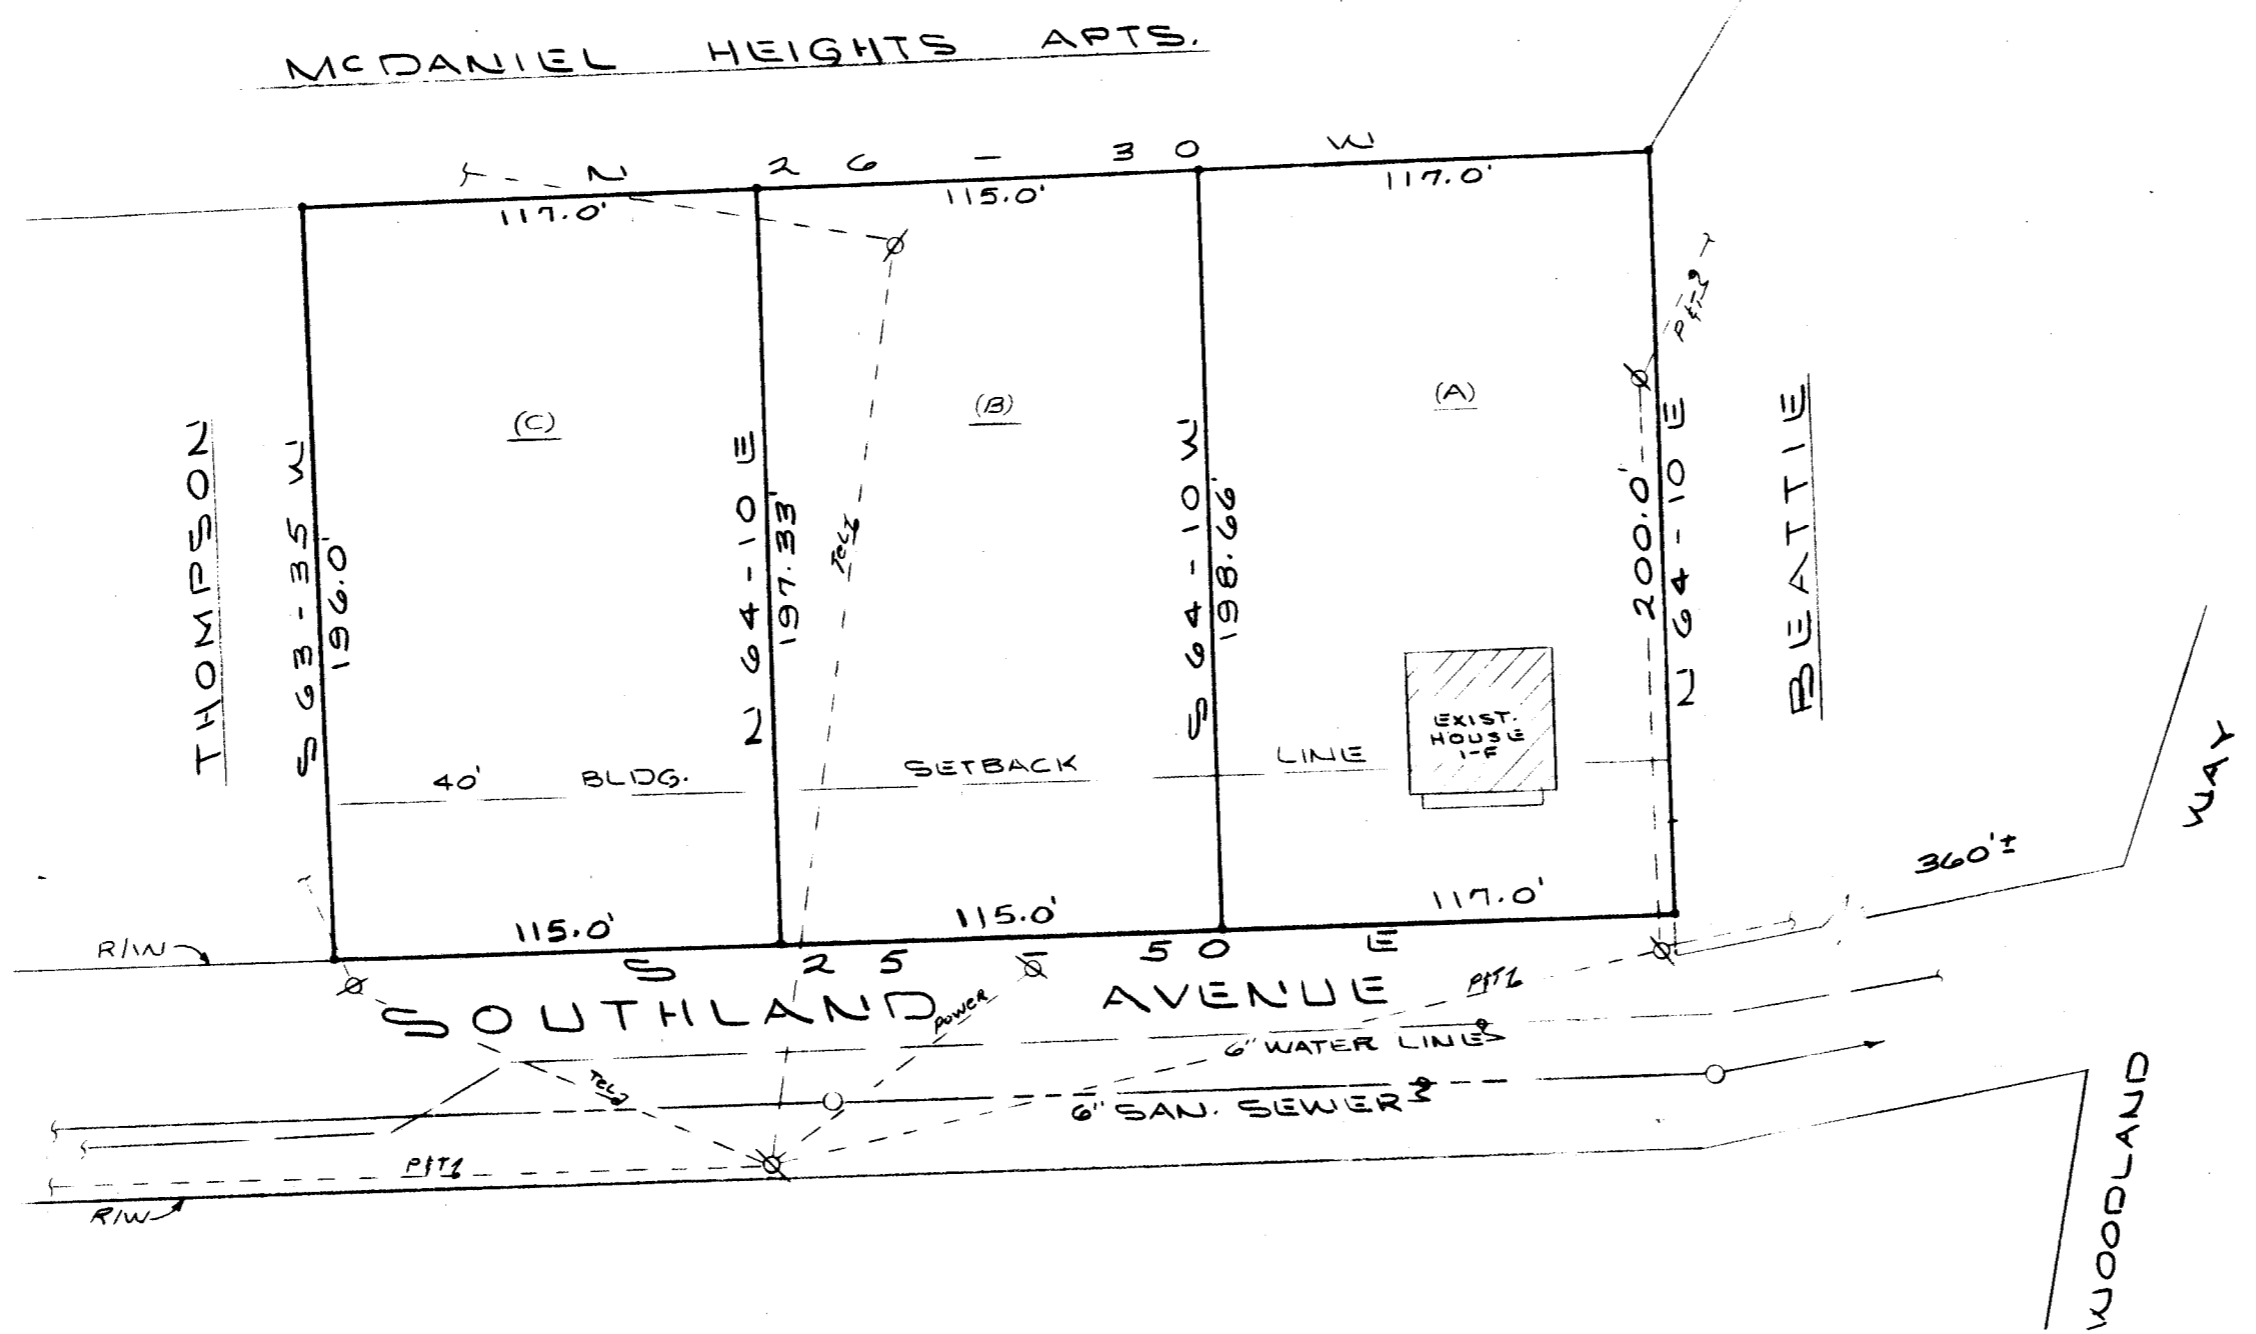 McDANIEL HEIGHTS APTS.
N 26-30 W
117.0'
115.0'
117.0'
P&T
(C)
(B)
(A)
THOMPSON
S 63-35 W
196.0'
N 64-10 E
197.33'
TEL
S 64-10 W
198.66'
200.0'
N 64-10 E
BEATTIE
EXIST.
HOUSE
1-F
40' BLDG. SETBACK LINE
WAY
360'±
115.0'
115.0'
117.0'
R/W
S 25 50 E
SOUTHLAND AVENUE
POWER
P&T
6" WATER LINE
TEL
6" SAN. SEWER
P&T
R/W
WOODLAND